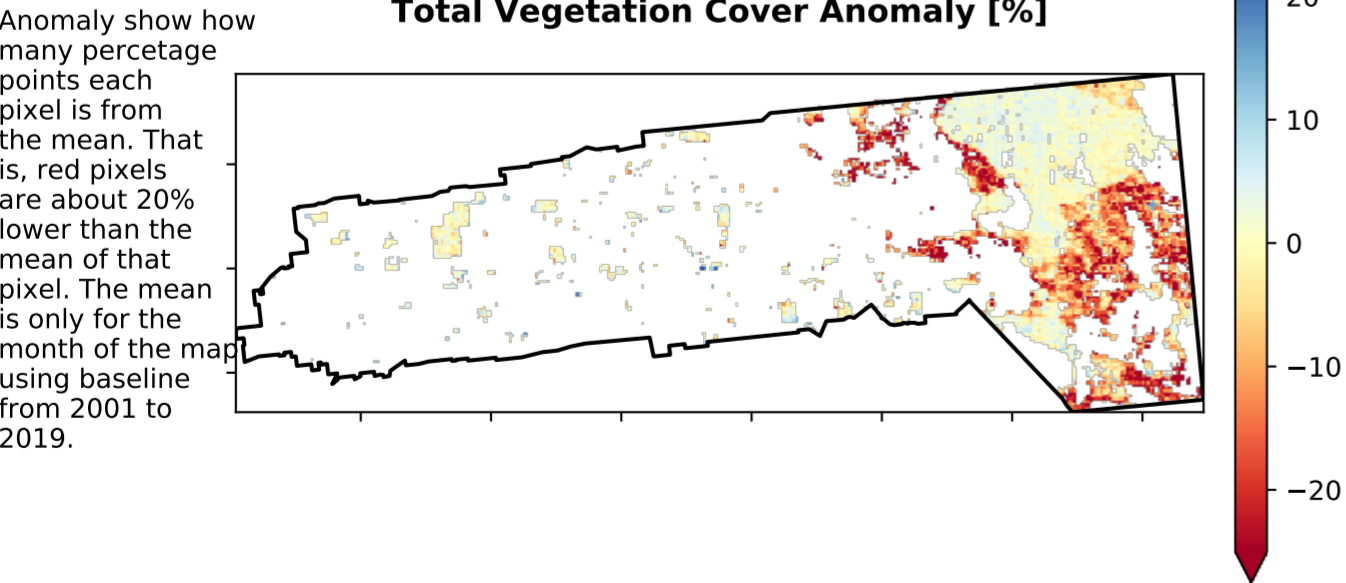 Total Vegetation Cover Anomaly [%]
Anomaly show how
many percetage
points each
pixel is from
the mean. That
is, red pixels
are about 20%
lower than the
mean of that
pixel. The mean
is only for the
month of the map
using baseline
from 2001 to
2019.
20
10
0
−10
−20